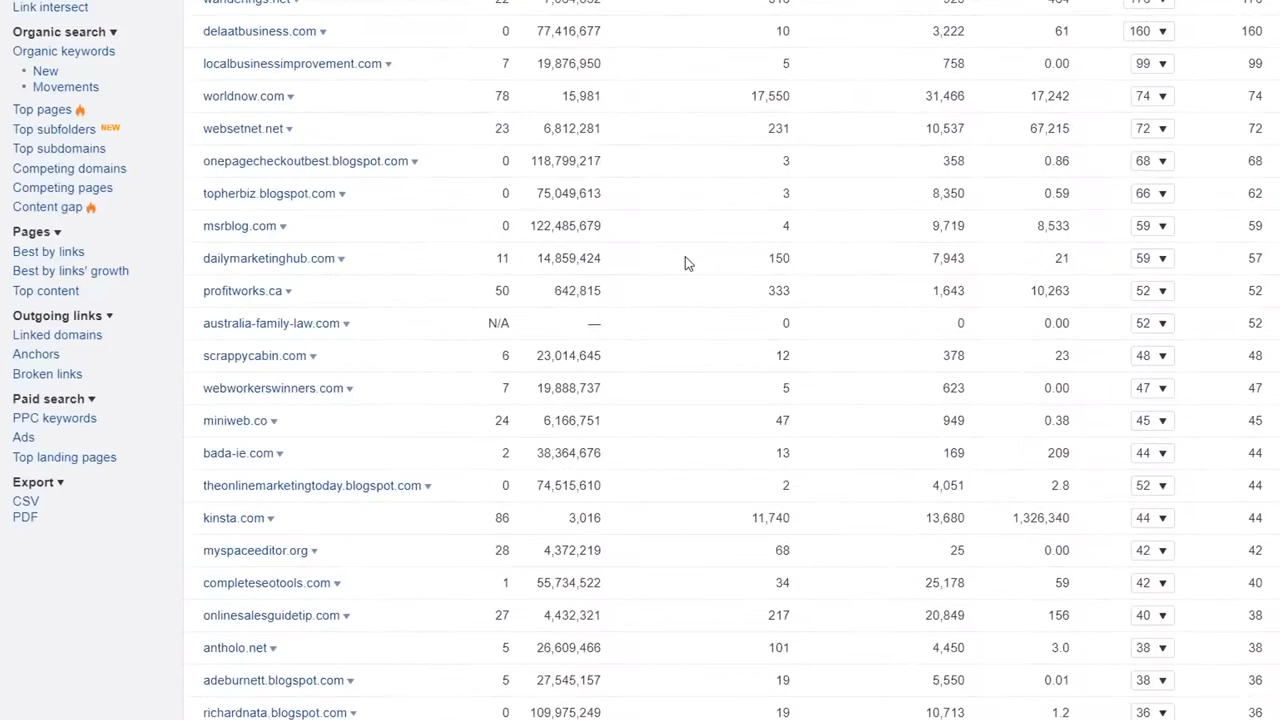 Link intersect
Organic search
Organic keywords
New
Movements
Top pages
Top subfolders NEW
Top subdomains
Competing domains
Competing pages
Content gap
Pages
Best by links
Best by links' growth
Top content
Outgoing links
Linked domains
Anchors
Broken links
Paid search
PPC keywords
Ads
Top landing pages
Export
CSV
PDF
delaatbusiness.com 0 77,416,677 10 3,222 61 160 160
localbusinessimprovement.com 7 19,876,950 5 758 0.00 99 99
worldnow.com 78 15,981 17,550 31,466 17,242 74 74
websetnet.net 23 6,812,281 231 10,537 67,215 72 72
onepagecheckoutbest.blogspot.com 0 118,799,217 3 358 0.86 68 68
topherbiz.blogspot.com 0 75,049,613 3 8,350 0.59 66 62
msrblog.com 0 122,485,679 4 9,719 8,533 59 59
dailymarketinghub.com 11 14,859,424 150 7,943 21 59 57
profitworks.ca 50 642,815 333 1,643 10,263 52 52
australia-family-law.com N/A — 0 0 0.00 52 52
scrappycabin.com 6 23,014,645 12 378 23 48 48
webworkerswinners.com 7 19,888,737 5 623 0.00 47 47
miniweb.co 24 6,166,751 47 949 0.38 45 45
bada-ie.com 2 38,364,676 13 169 209 44 44
theonlinemarketingtoday.blogspot.com 0 74,515,610 2 4,051 2.8 52 44
kinsta.com 86 3,016 11,740 13,680 1,326,340 44 44
myspaceeditor.org 28 4,372,219 68 25 0.00 42 42
completeseotools.com 1 55,734,522 34 25,178 59 42 40
onlinesalesguidetip.com 27 4,432,321 217 20,849 156 40 38
antholo.net 5 26,609,466 101 4,450 3.0 38 38
adeburnett.blogspot.com 5 27,545,157 19 5,550 0.01 38 36
richardnata.blogspot.com 0 109,975,249 19 10,713 1.2 36 36